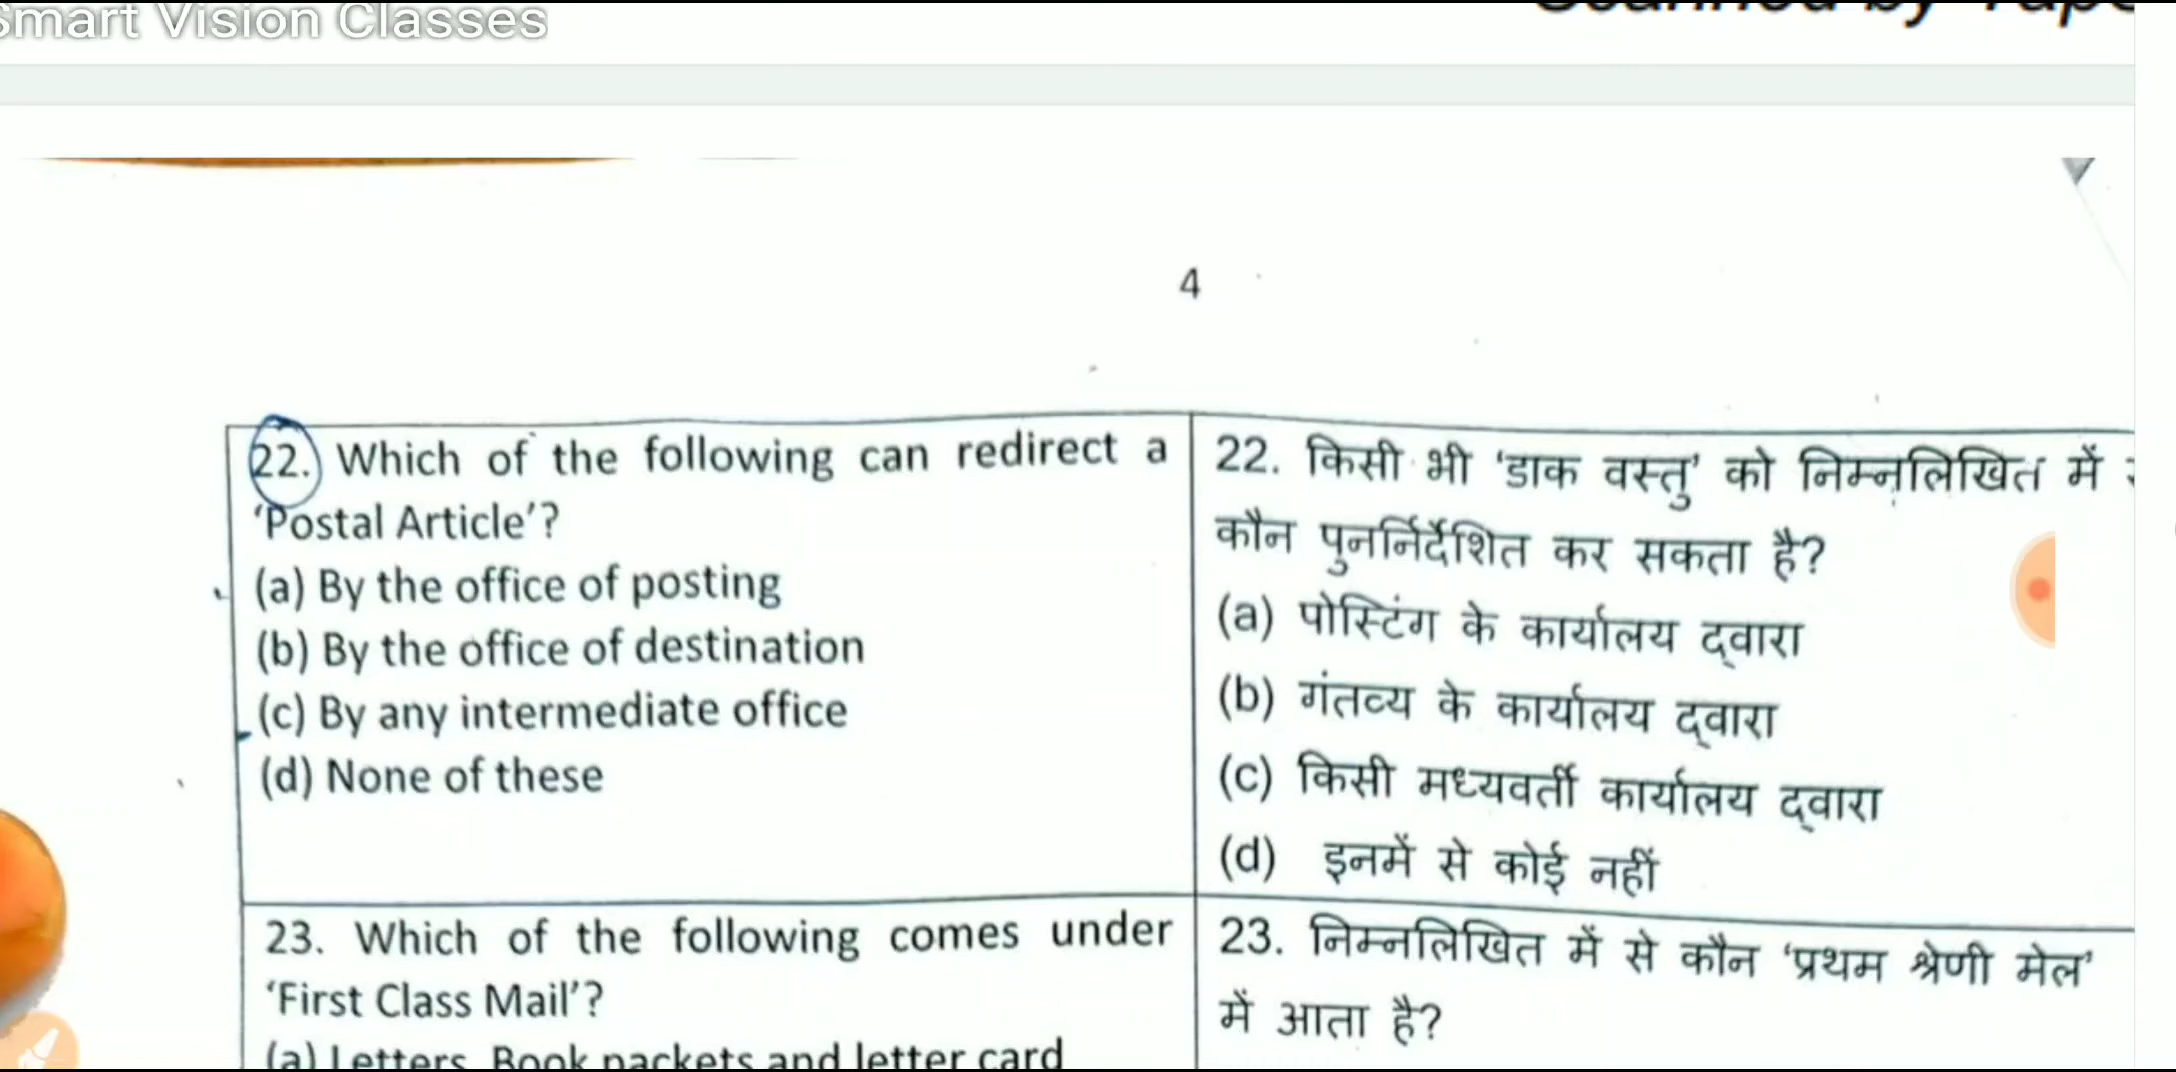 Smart Vision Classes
4
22. Which of the following can redirect a
'Postal Article'?
(a) By the office of posting
(b) By the office of destination
(c) By any intermediate office
(d) None of these
22. किसी भी 'डाक वस्तु' को निम्नलिखित में
कौन पुनर्निर्देशित कर सकता है?
(a) पोस्टिंग के कार्यालय द्वारा
(b) गंतव्य के कार्यालय द्वारा
(c) किसी मध्यवर्ती कार्यालय द्वारा
(d) इनमें से कोई नहीं
23. Which of the following comes under
'First Class Mail'?
(a) Letters, Book packets and letter card
23. निम्नलिखित में से कौन 'प्रथम श्रेणी मेल'
में आता है?